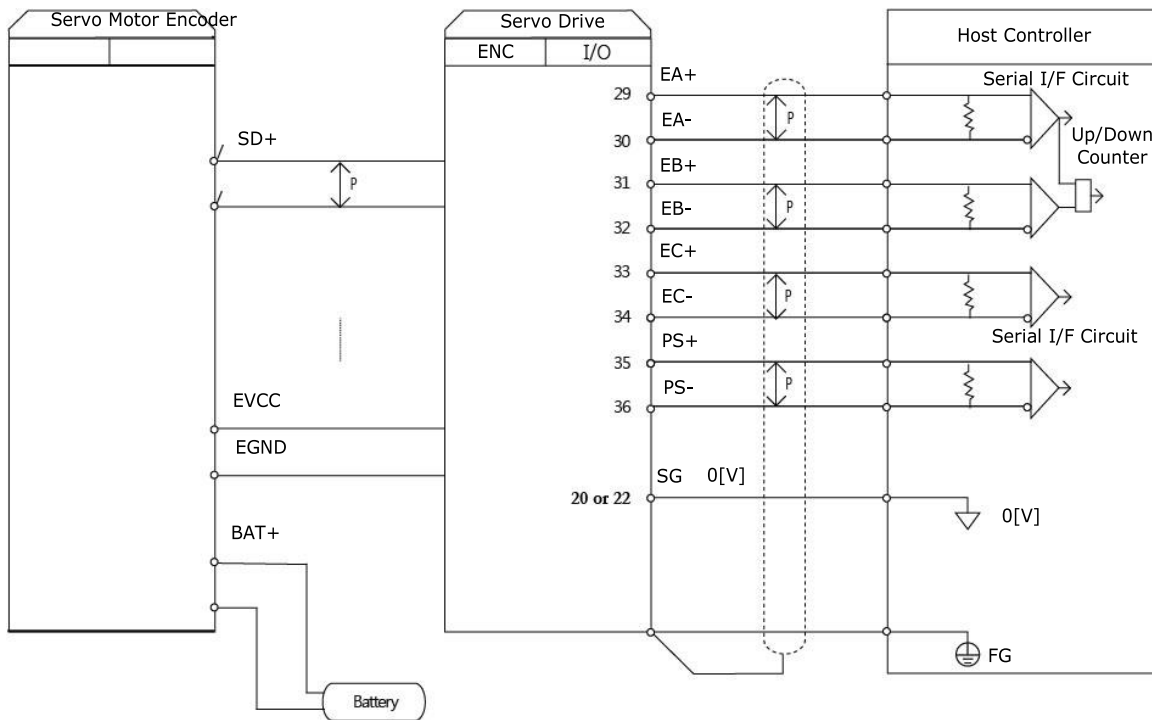 Servo Motor Encoder
Servo Drive
Host Controller
ENC
I/O
Serial I/F Circuit
EA+
29
EA-
P
30
Up/Down
Counter
SD+
EB+
31
P
EB-
P
32
EC+
33
EC-
P
34
Serial I/F Circuit
PS+
35
PS-
P
36
EVCC
EGND
SG 0[V]
20 or 22
0[V]
BAT+
FG
Battery